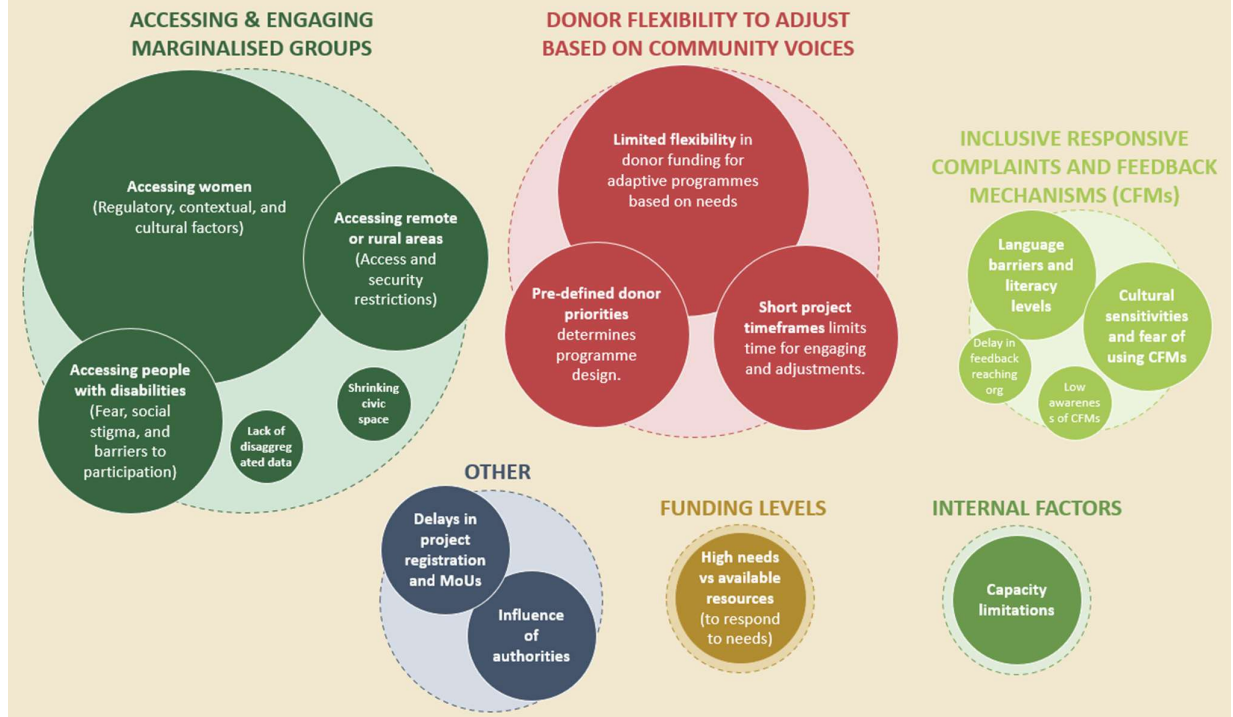 ACCESSING & ENGAGING
MARGINALISED GROUPS
Accessing women
(Regulatory, contextual, and
cultural factors)
Accessing remote
or rural areas
(Access and
security
restrictions)
Accessing people
with disabilities
(Fear, social
stigma, and
barriers to
participation)
Lack of
disaggreg
ated data
Shrinking
civic
space
DONOR FLEXIBILITY TO ADJUST
BASED ON COMMUNITY VOICES
Limited flexibility in
donor funding for
adaptive programmes
based on needs
Pre-defined donor
priorities
determines
programme
design.
Short project
timeframes limits
time for engaging
and adjustments.
INCLUSIVE RESPONSIVE
COMPLAINTS AND FEEDBACK
MECHANISMS (CFMs)
Language
barriers and
literacy
levels
Cultural
sensitivities
and fear of
using CFMs
Delay in
feedback
reaching
org
Low
awarenes
s of CFMs
OTHER
Delays in
project
registration
and MoUs
Influence
of
authorities
FUNDING LEVELS
High needs
vs available
resources
(to respond
to needs)
INTERNAL FACTORS
Capacity
limitations